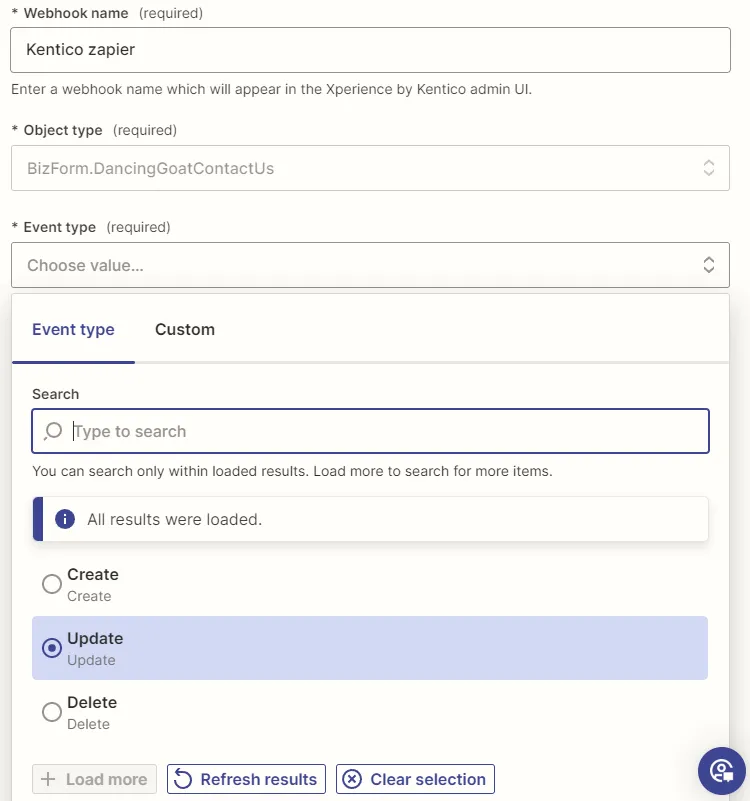 * Webhook name (required)
Kentico zapier
Enter a webhook name which will appear in the Xperience by Kentico admin UI.
* Object type (required)
BizForm.DancingGoatContactUs
* Event type (required)
Choose value...
Event type Custom
Search
Type to search
You can search only within loaded results. Load more to search for more items.
All results were loaded.
Create
Create
Update
Update
Delete
Delete
Load more Refresh results Clear selection